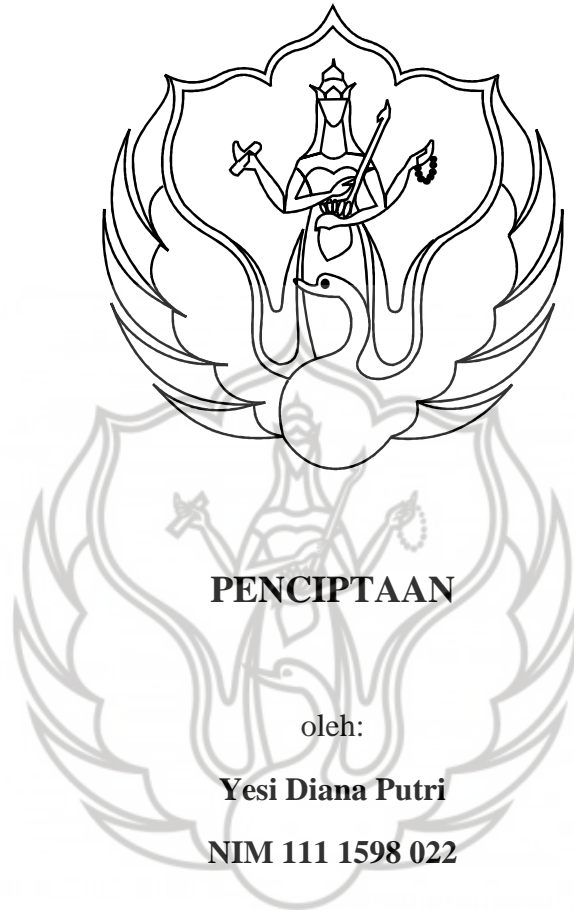 PENCIPTAAN
oleh:
Yesi Diana Putri
NIM 111 1598 022